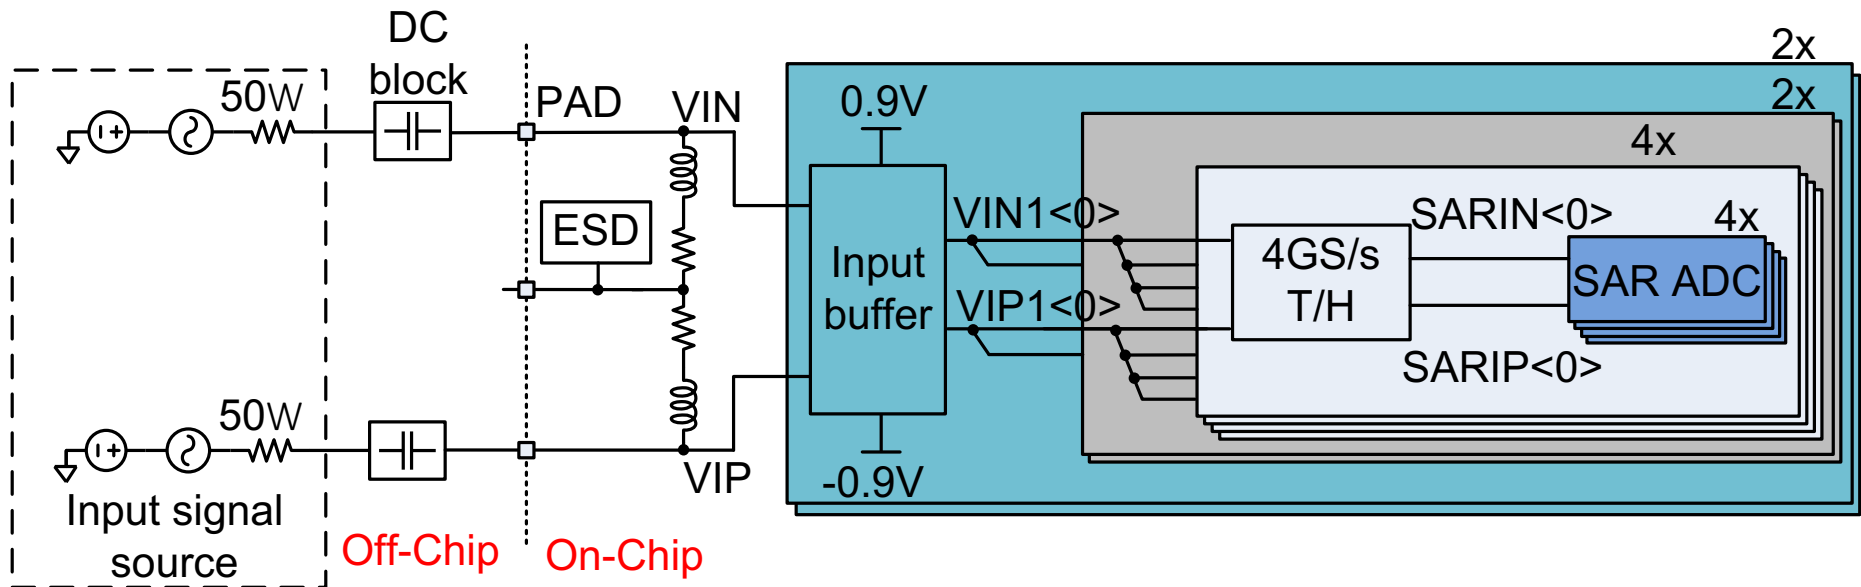 DC
block
2x
50W
PAD
VIN
0.9V
2x
4x
VIN1<0>
SARIN<0>
4x
ESD
Input
buffer
4GS/s
T/H
SAR ADC
VIP1<0>
SARIP<0>
50W
VIP
-0.9V
Input signal
source
Off-Chip
On-Chip